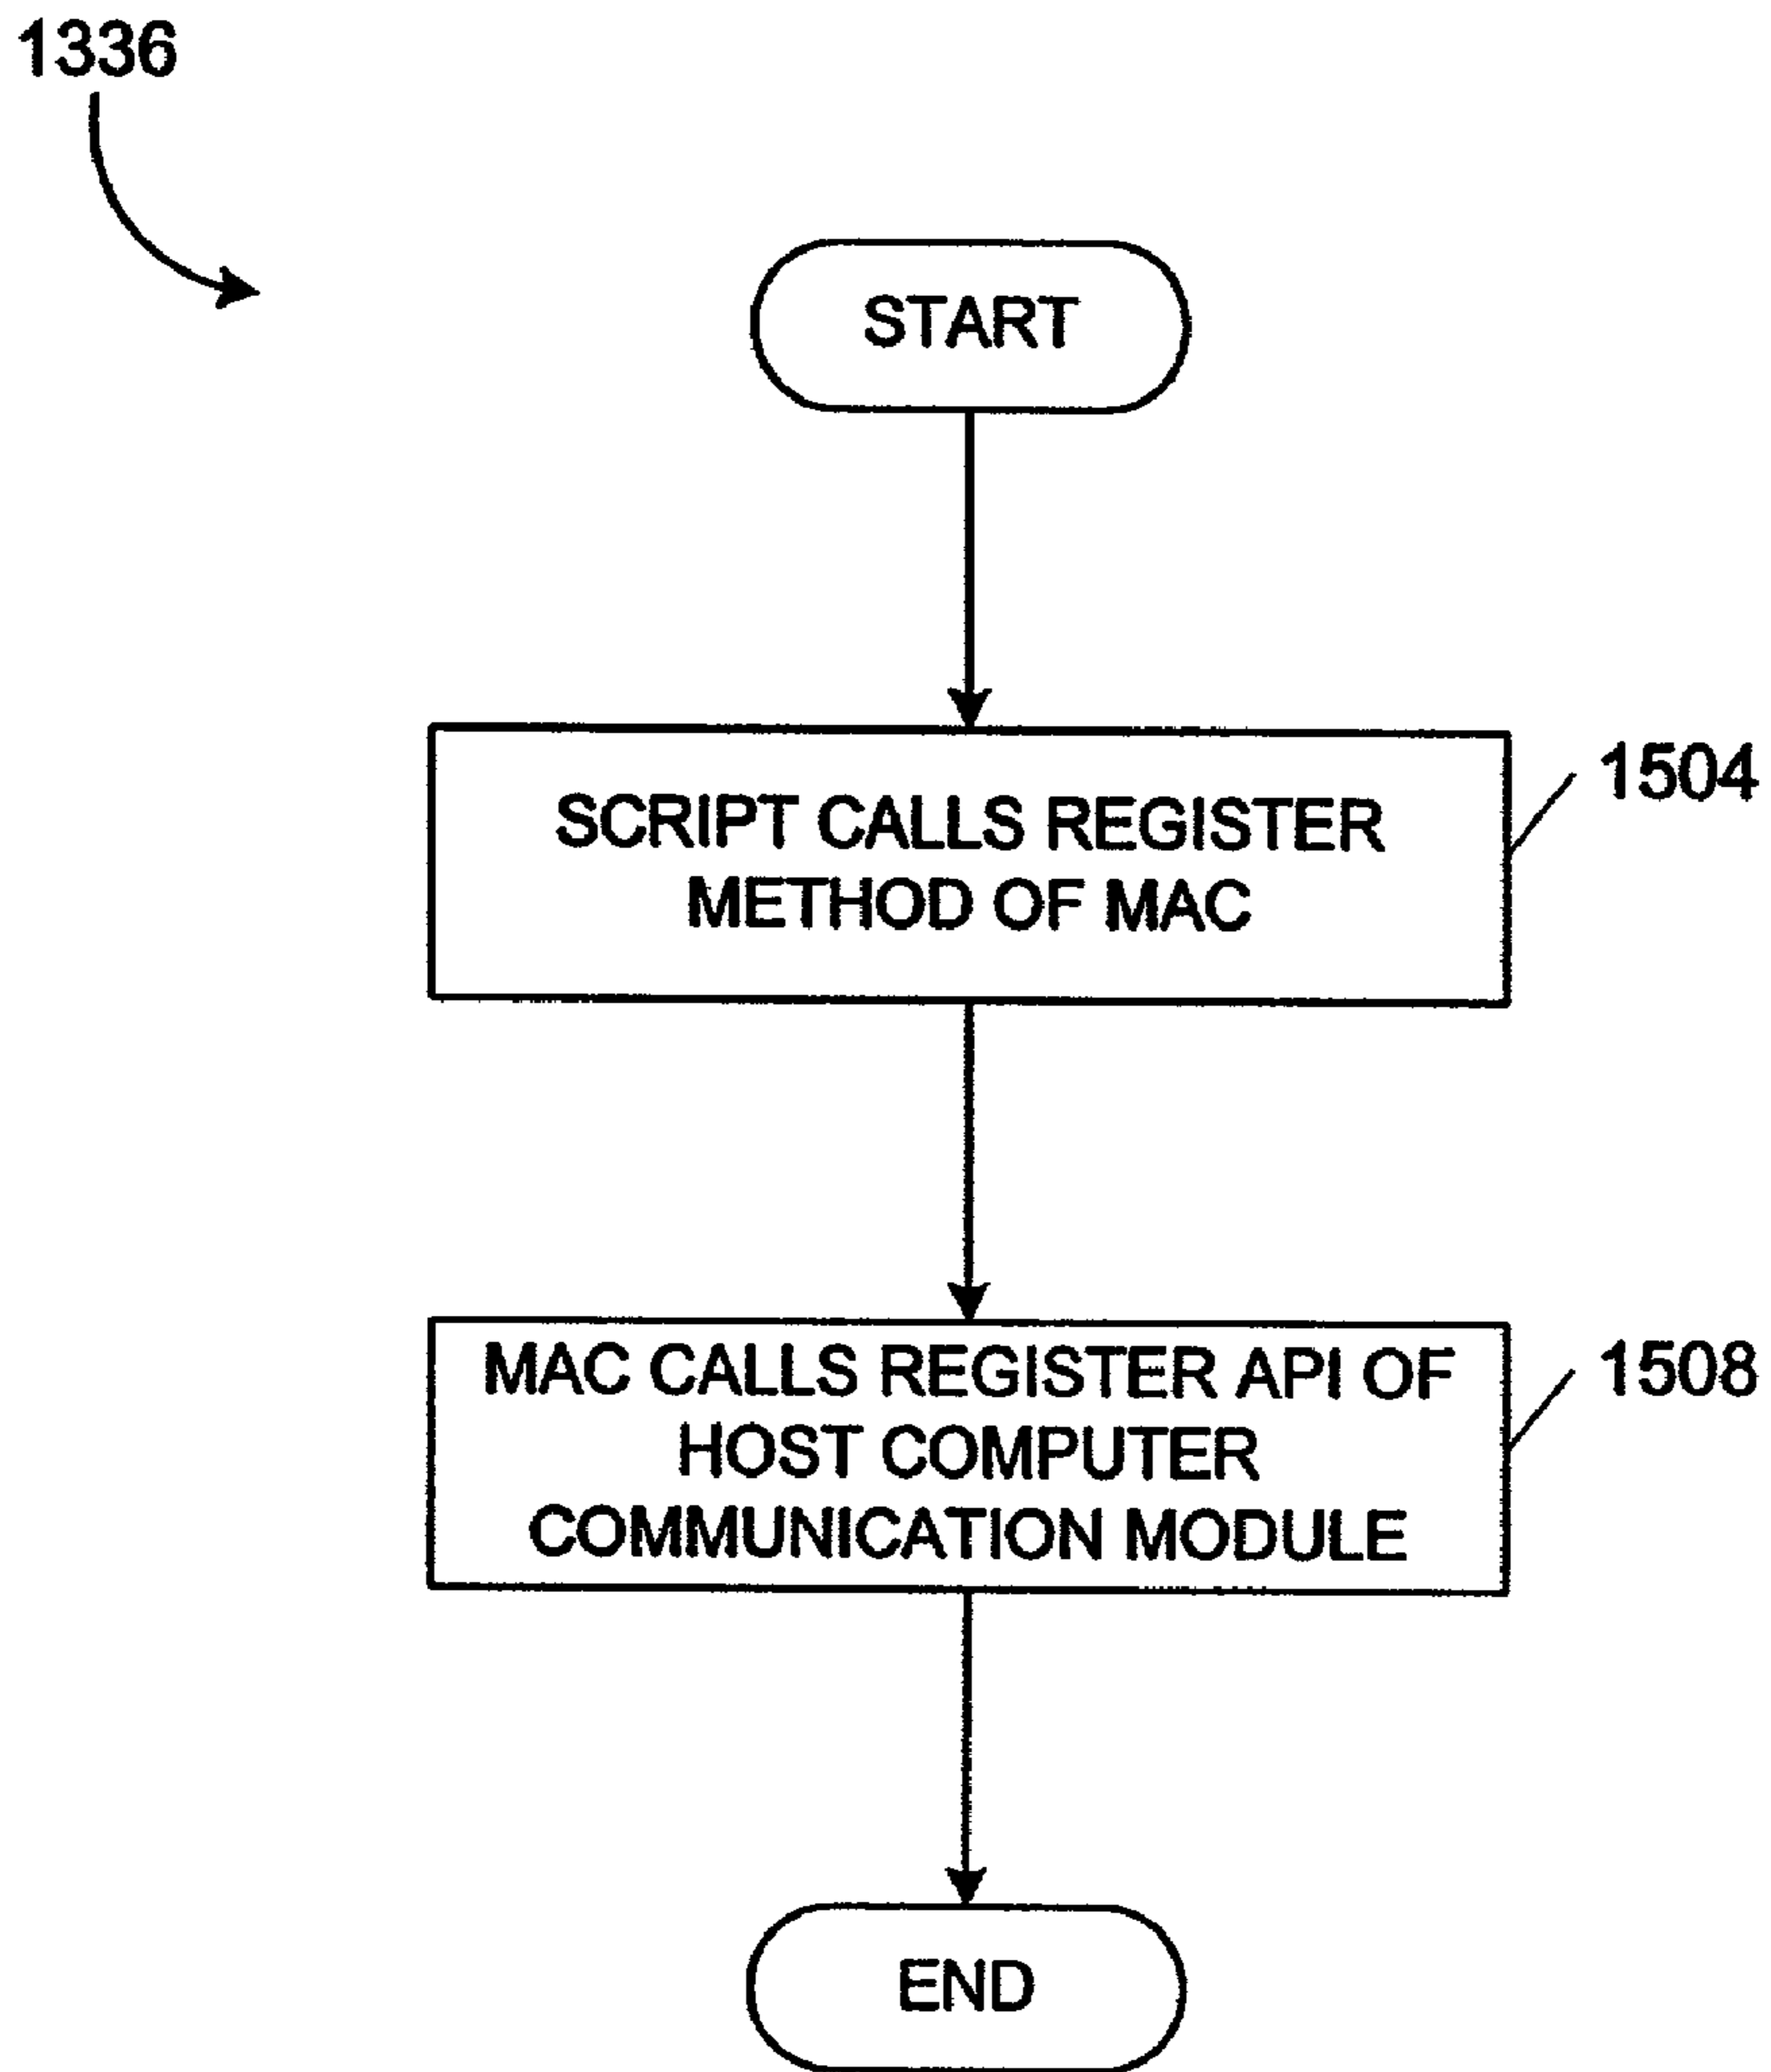 1336
START
SCRIPT CALLS REGISTER
METHOD OF MAC
1504
MAC CALLS REGISTER API OF
HOST COMPUTER
COMMUNICATION MODULE
1508
END